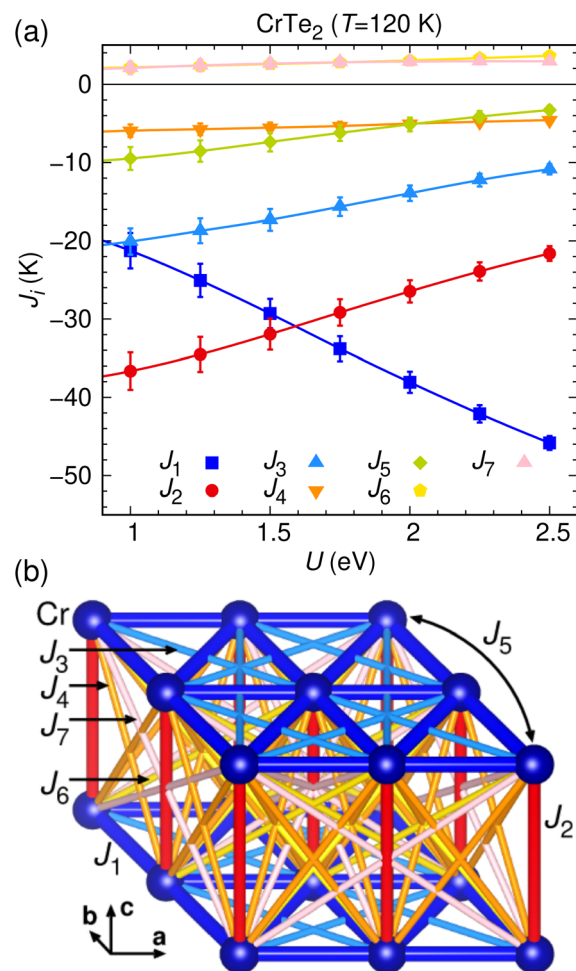 (a)
CrTe₂ (T=120 K)
0
−10
−20
−30
−40
−50
Jᵢ (K)
J₁ J₃ J₅ J₇
J₂ J₄ J₆
1 1.5 2 2.5
U (eV)
(b)
Cr
J₃
J₅
J₄
J₇
J₆
J₂
J₁
c
b
a